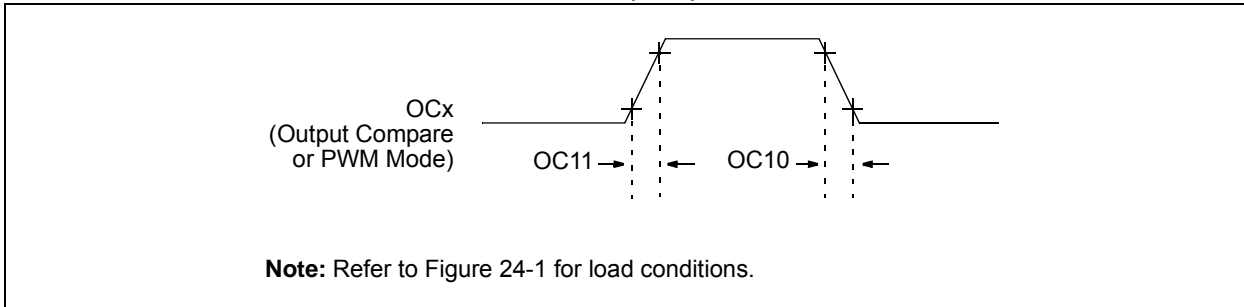 OCx
(Output Compare
or PWM Mode)
OC11
OC10
Note: Refer to Figure 24-1 for load conditions.